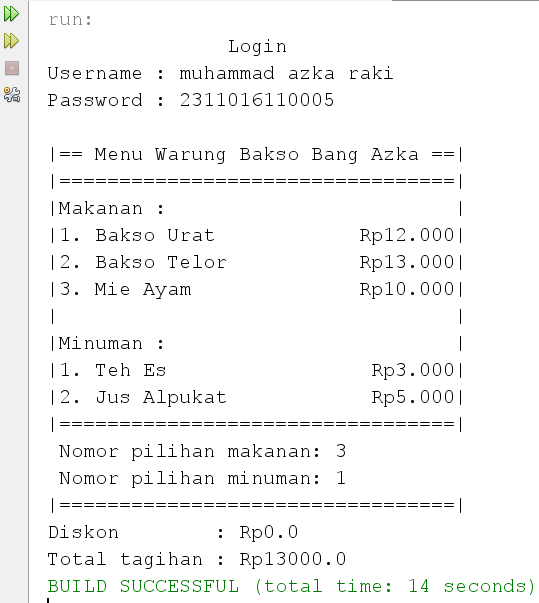 run:
               Login
Username : muhammad azka raki
Password : 2311016110005

|== Menu Warung Bakso Bang Azka ==|
|=================================|
|Makanan :                        |
|1. Bakso Urat            Rp12.000|
|2. Bakso Telor           Rp13.000|
|3. Mie Ayam              Rp10.000|
|                                 |
|Minuman :                        |
|1. Teh Es                 Rp3.000|
|2. Jus Alpukat            Rp5.000|
|=================================|
 Nomor pilihan makanan: 3
 Nomor pilihan minuman: 1
|=================================|
Diskon        : Rp0.0
Total tagihan : Rp13000.0
BUILD SUCCESSFUL (total time: 14 seconds)